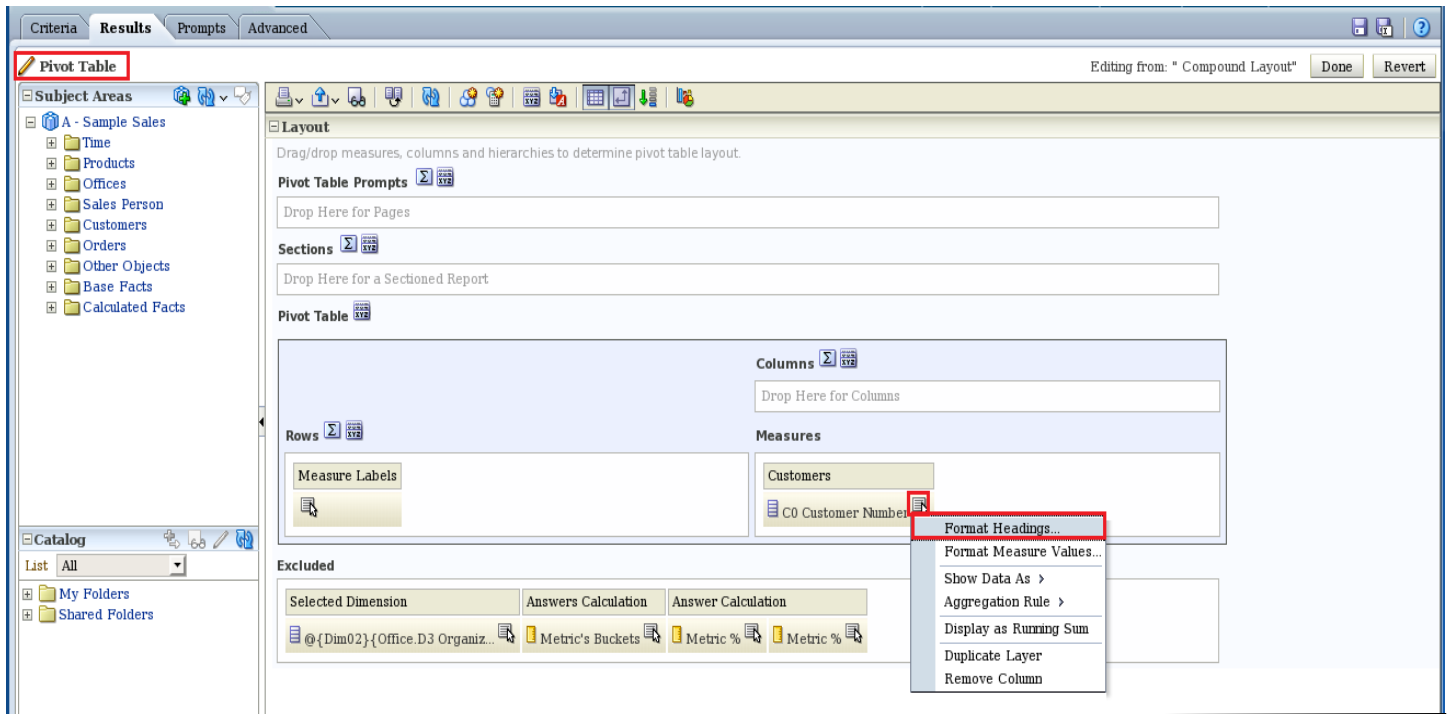 Criteria Results Prompts Advanced
Pivot Table
Editing from: " Compound Layout" Done Revert
Subject Areas
A - Sample Sales
Time
Products
Offices
Sales Person
Customers
Orders
Other Objects
Base Facts
Calculated Facts
Catalog
List All
My Folders
Shared Folders
Layout
Drag/drop measures, columns and hierarchies to determine pivot table layout.
Pivot Table Prompts
Drop Here for Pages
Sections
Drop Here for a Sectioned Report
Pivot Table
Columns
Drop Here for Columns
Rows
Measures
Measure Labels
Customers
C0 Customer Number
Format Headings...
Format Measure Values...
Show Data As
Aggregation Rule
Display as Running Sum
Duplicate Layer
Remove Column
Excluded
Selected Dimension Answers Calculation Answer Calculation
@{Dim02}{Office.D3 Organiz... Metric's Buckets Metric % Metric %